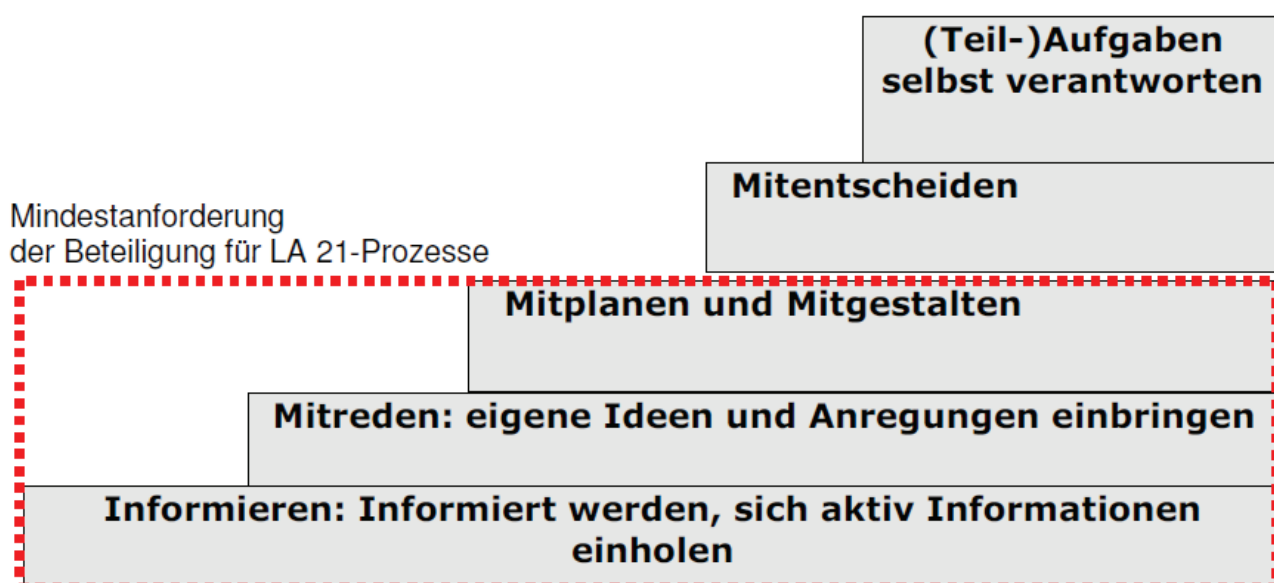 (Teil-)Aufgaben
selbst verantworten
Mitentscheiden
Mindestanforderung
der Beteiligung für LA 21-Prozesse
Mitplanen und Mitgestalten
Mitreden: eigene Ideen und Anregungen einbringen
Informieren: Informiert werden, sich aktiv Informationen
einholen